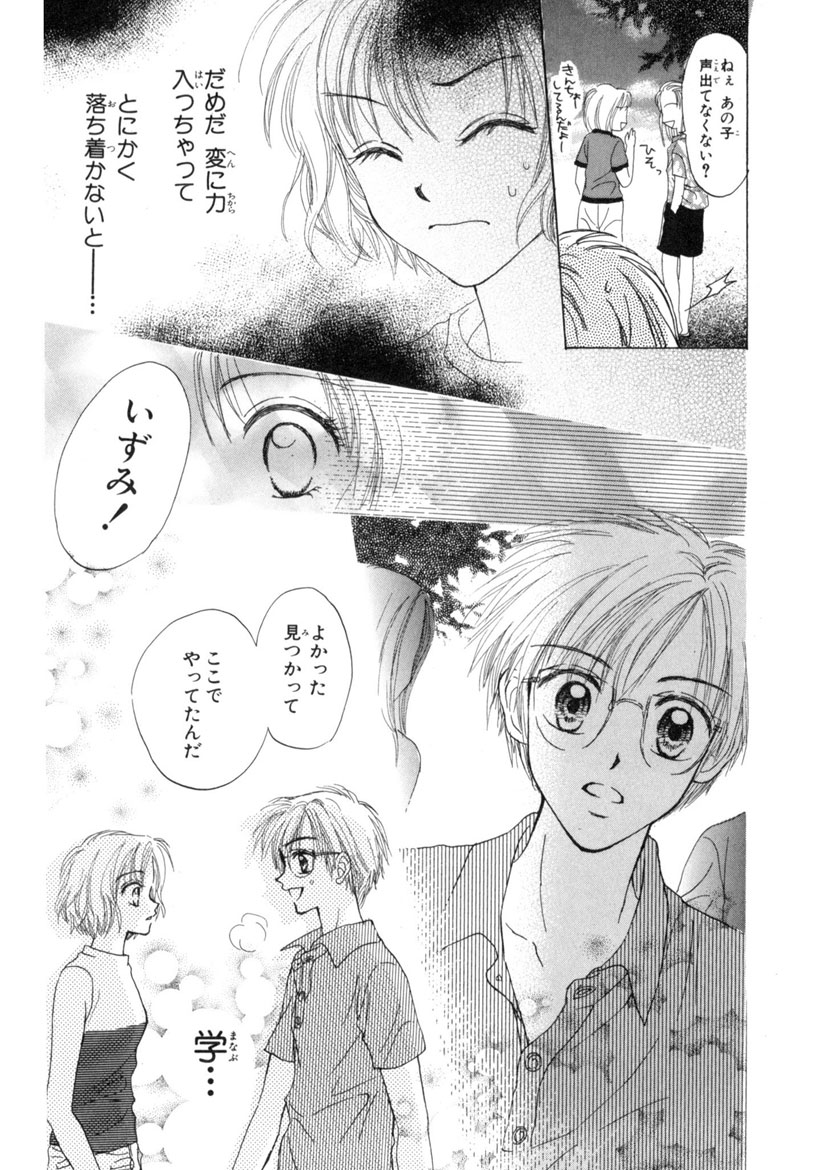 ねぇ あの子
声出てなくない?
きんちょー
してるんだよー
ひそっ
だめだ 変に力
入っちゃって
とにかく
落ち着かないと――…
いずみ!
よかった
見つかって
ここで
やってたんだ
学…